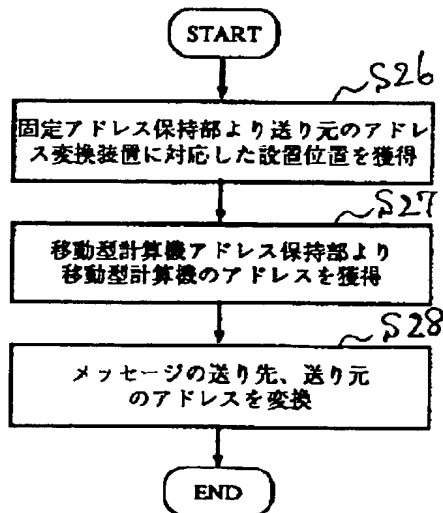 START
S26
固定アドレス保持部より送り元のアドレ
ス変換装置に対応した設置位置を獲得
S27
移動型計算機アドレス保持部より
移動型計算機のアドレスを獲得
S28
メッセージの送り先、送り元
のアドレスを変換
END